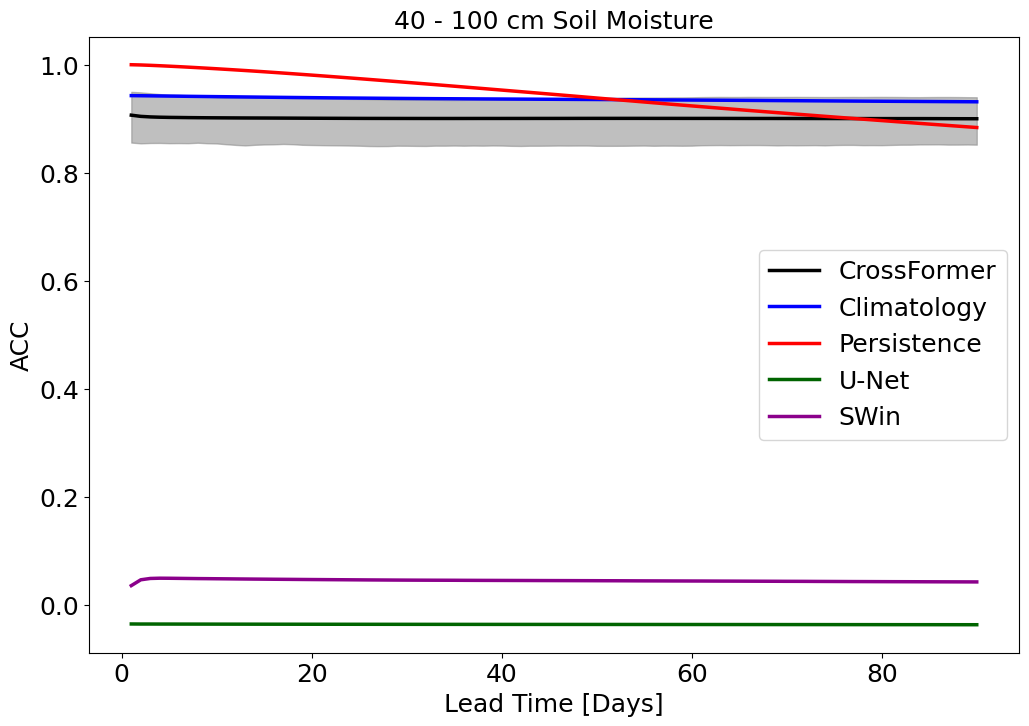 40 - 100 cm Soil Moisture
1.0
0.8
0.6
0.4
0.2
0.0
ACC
CrossFormer
Climatology
Persistence
U-Net
SWin
0 20 40 60 80
Lead Time [Days]